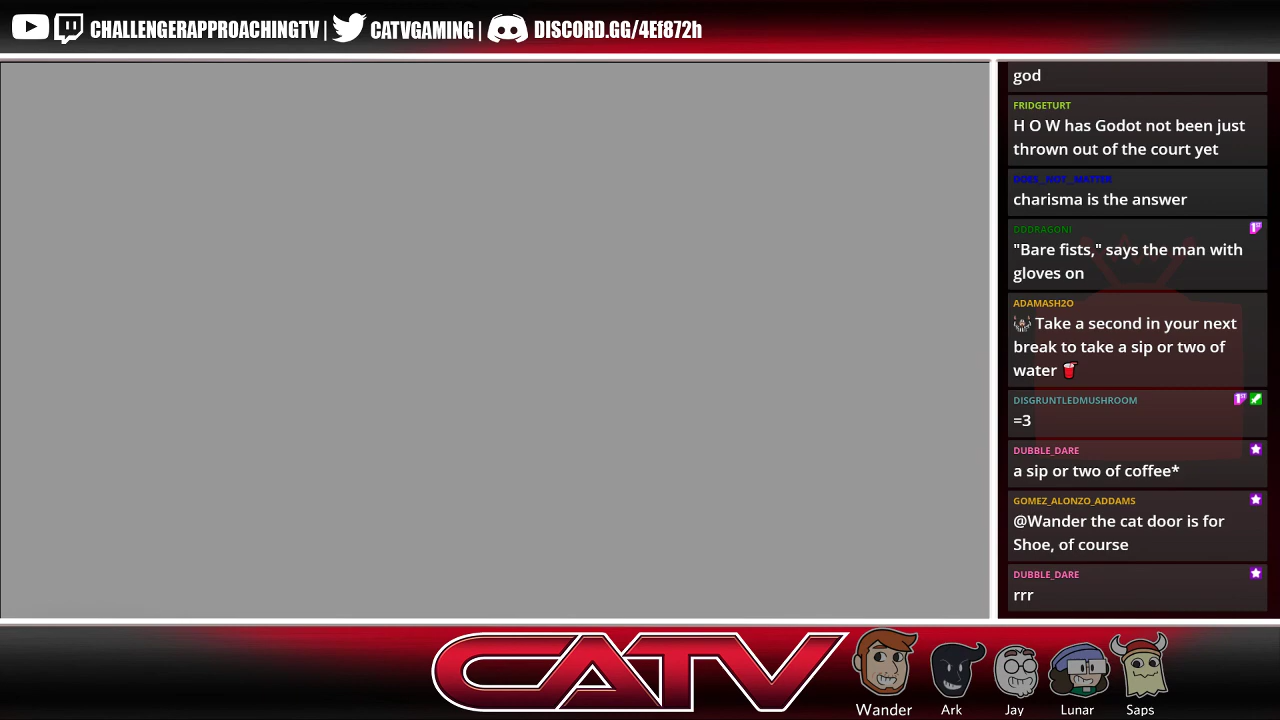 CHALLENGERAPPROACHINGTV | CATVGAMING | DISCORD.GG/4Ef872h
god
FRIDGETURT
H O W has Godot not been just
thrown out of the court yet
DOES_NOT_MATTER
charisma is the answer
DDDRAGONI
"Bare fists," says the man with
gloves on
ADAMASH2O
Take a second in your next
break to take a sip or two of
water
DISGRUNTLEDMUSHROOM
=3
DUBBLE_DARE
a sip or two of coffee*
GOMEZ_ALONZO_ADDAMS
@Wander the cat door is for
Shoe, of course
DUBBLE_DARE
rrr
CATV
Wander Ark Jay Lunar Saps